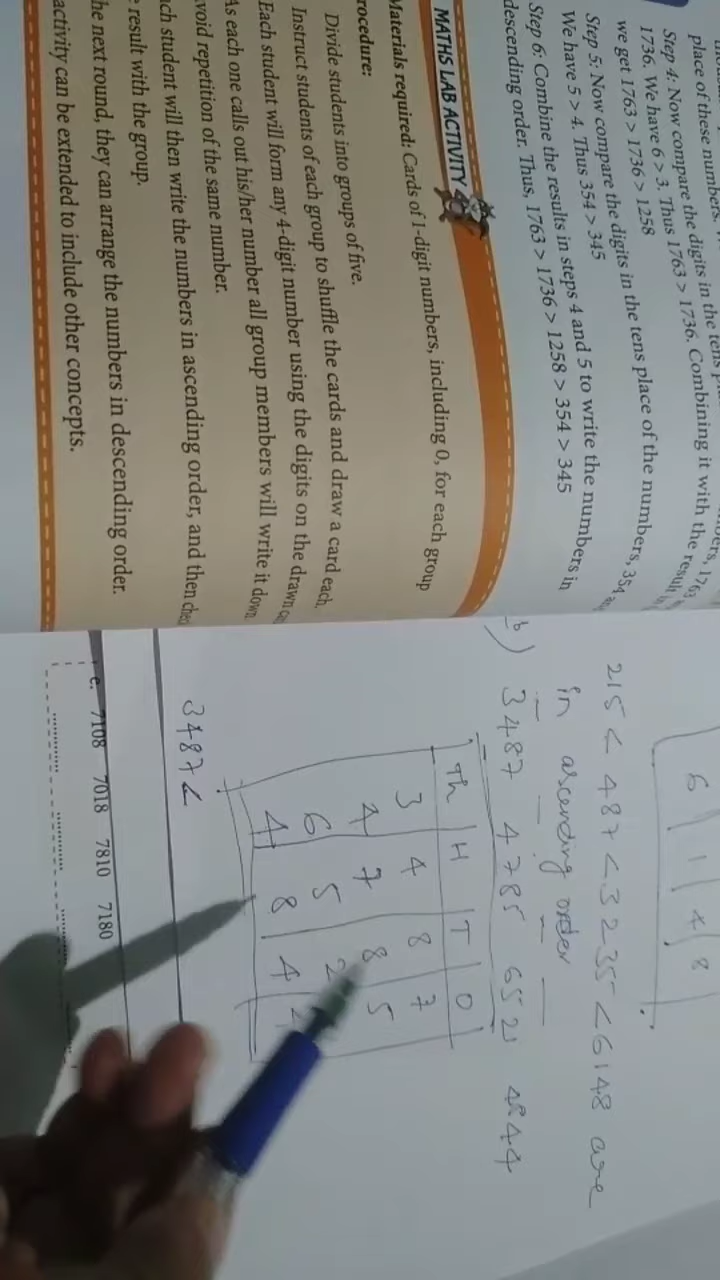 place of these numbers.
Step 4: Now compare the digits in the tens
1736. We have 6 > 3. Thus 1763 > 1736. Combining it with the result
we get 1763 > 1736 > 1258
Step 5: Now compare the digits in the tens place of the numbers, 354
We have 5 > 4. Thus 354 > 345
Step 6: Combine the results in steps 4 and 5 to write the numbers in
descending order. Thus, 1763 > 1736 > 1258 > 354 > 345
MATHS LAB ACTIVITY
Materials required: Cards of 1-digit numbers, including 0, for each group
rocedure:
Divide students into groups of five.
Instruct students of each group to shuffle the cards and draw a card each.
Each student will form any 4-digit number using the digits on the drawn
As each one calls out his/her number all group members will write it down
void repetition of the same number.
ch student will then write the numbers in ascending order, and then
result with the group.
he next round, they can arrange the numbers in descending order.
activity can be extended to include other concepts.
6 1 4 8
215 < 487 < 3235 < 6148 are
in ascending order
b) 3487 4785 6521 4844
Th H T O
3 4 8 7
4 7 8 5
6 5 2
4 8 4
3487 <
e. 7108 7018 7810 7180